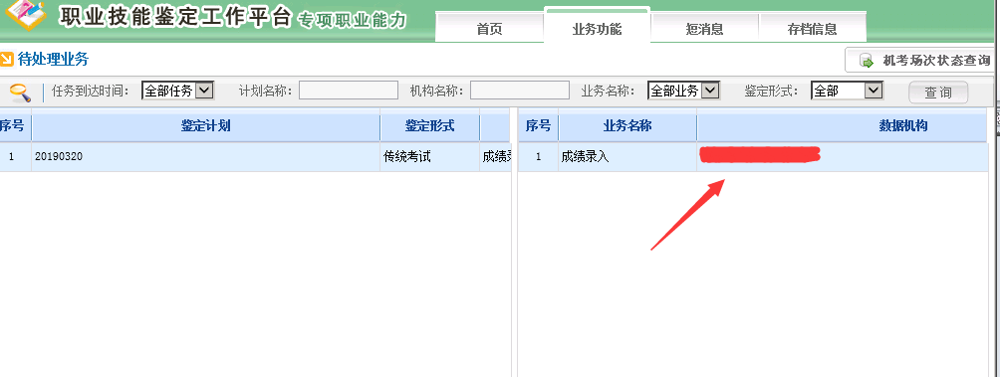 职业技能鉴定工作平台 专项职业能力
首页 业务功能 短消息 存档信息
待处理业务 机考场次状态查询
任务到达时间： 全部任务 计划名称： 机构名称： 业务名称： 全部业务 鉴定形式： 全部 查询
序号 鉴定计划 鉴定形式 序号 业务名称 数据机构
1 20190320 传统考试 成绩录 1 成绩录入